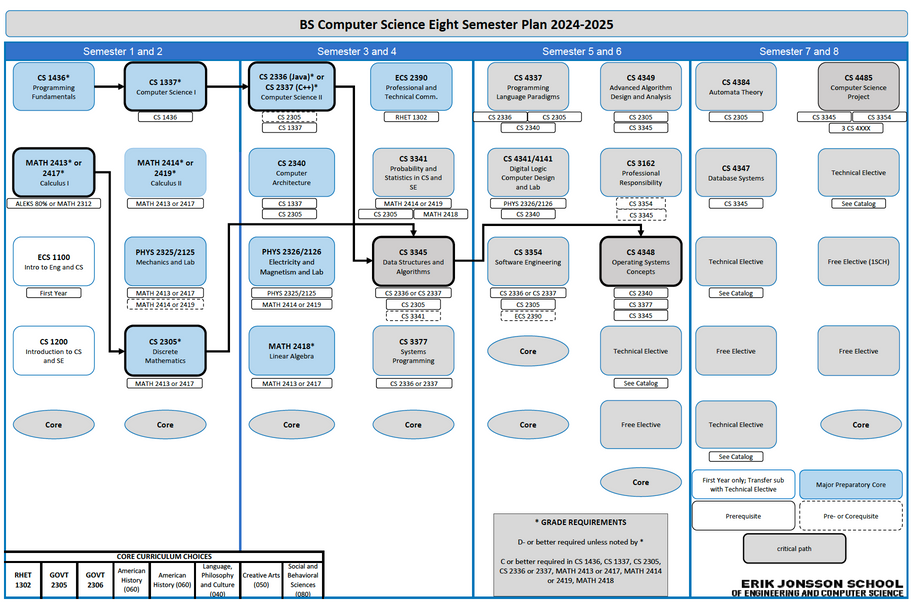 BS Computer Science Eight Semester Plan 2024-2025
Semester 1 and 2
Semester 3 and 4
Semester 5 and 6
Semester 7 and 8
CS 1436*
Programming
Fundamentals
CS 1337*
Computer Science I
CS 1436
CS 2336 (Java)* or
CS 2337 (C++)*
Computer Science II
CS 2305
CS 1337
ECS 2390
Professional and
Technical Comm.
RHET 1302
CS 4337
Programming
Language Paradigms
CS 2336
CS 2305
CS 2340
CS 4349
Advanced Algorithm
Design and Analysis
CS 2305
CS 3345
CS 4384
Automata Theory
CS 2305
CS 4485
Computer Science
Project
CS 3345
CS 3354
3 CS 4XXX
MATH 2413* or
2417*
Calculus I
ALEKS 80% or MATH 2312
MATH 2414* or
2419*
Calculus II
MATH 2413 or 2417
CS 2340
Computer
Architecture
CS 1337
CS 2305
CS 3341
Probability and
Statistics in CS and
SE
MATH 2414 or 2419
CS 2305
MATH 2418
CS 4341/4141
Digital Logic
Computer Design
and Lab
PHYS 2326/2126
CS 2340
CS 3162
Professional
Responsibility
CS 3354
CS 3345
CS 4347
Database Systems
CS 3345
Technical Elective
See Catalog
ECS 1100
Intro to Eng and CS
First Year
PHYS 2325/2125
Mechanics and Lab
MATH 2413 or 2417
MATH 2414 or 2419
PHYS 2326/2126
Electricity and
Magnetism and Lab
PHYS 2325/2125
MATH 2414 or 2419
CS 3345
Data Structures and
Algorithms
CS 2336 or CS 2337
CS 2305
CS 3341
CS 3354
Software Engineering
CS 2336 or CS 2337
CS 2305
ECS 2390
CS 4348
Operating Systems
Concepts
CS 2340
CS 3377
CS 3345
Technical Elective
See Catalog
Free Elective (1SCH)
CS 1200
Introduction to CS
and SE
CS 2305*
Discrete
Mathematics
MATH 2413 or 2417
MATH 2418*
Linear Algebra
MATH 2413 or 2417
CS 3377
Systems
Programming
CS 2336 or 2337
Core
Technical Elective
See Catalog
Free Elective
Free Elective
Core
Core
Core
Core
Core
Free Elective
Technical Elective
See Catalog
Core
Core
First Year only; Transfer sub
with Technical Elective
Major Preparatory Core
Prerequisite
Pre- or Corequisite
critical path
* GRADE REQUIREMENTS
D- or better required unless noted by *
C or better required in CS 1436, CS 1337, CS 2305,
CS 2336 or 2337, MATH 2413 or 2417, MATH 2414
or 2419, MATH 2418
CORE CURRICULUM CHOICES
RHET
1302
GOVT
2305
GOVT
2306
American
History
(060)
American
History (060)
Language,
Philosophy
and Culture
(040)
Creative Arts
(050)
Social and
Behavioral
Sciences
(080)
ERIK JONSSON SCHOOL
OF ENGINEERING AND COMPUTER SCIENCE